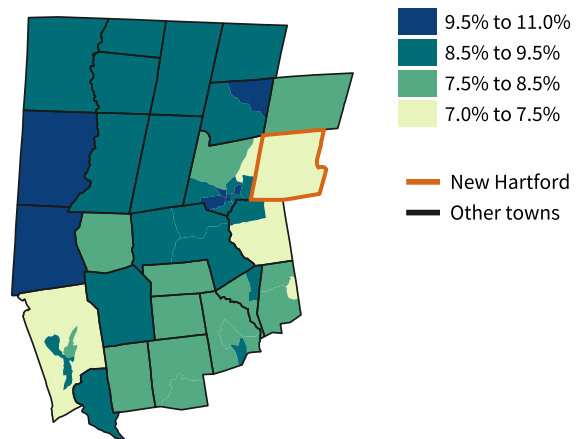 9.5% to 11.0%
8.5% to 9.5%
7.5% to 8.5%
7.0% to 7.5%
New Hartford
Other towns